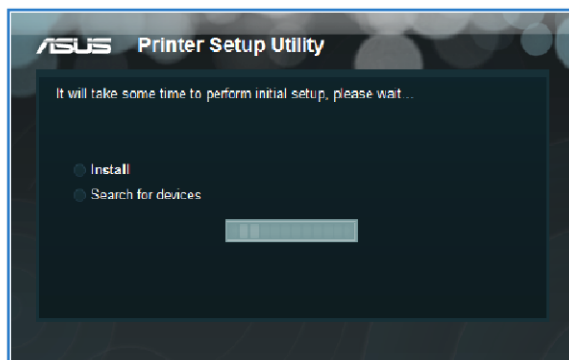 ASUS Printer Setup Utility
It will take some time to perform initial setup, please wait...
Install
Search for devices